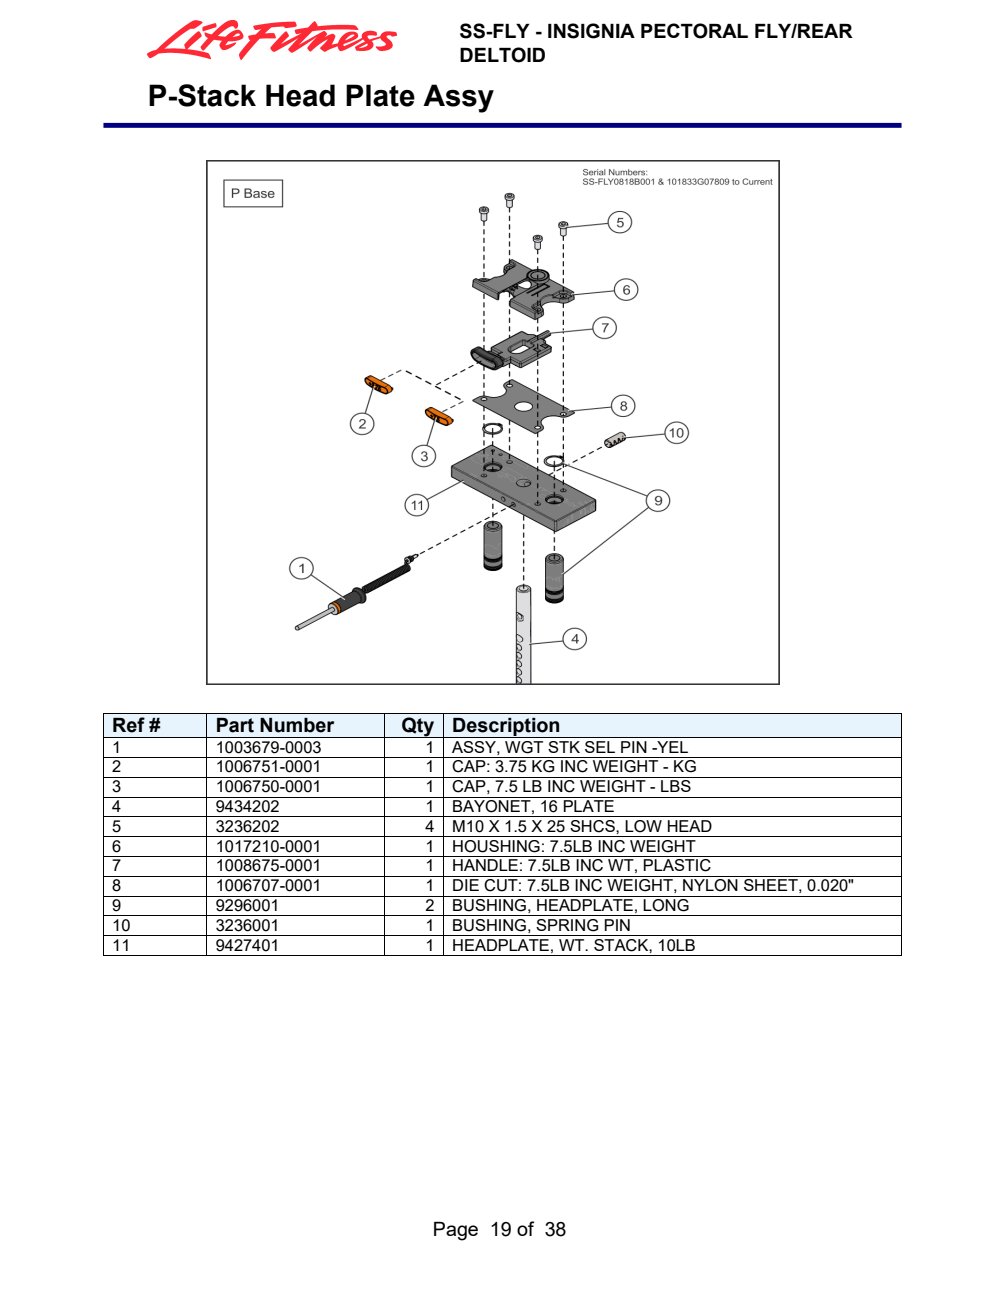 Life Fitness
SS-FLY - INSIGNIA PECTORAL FLY/REAR
DELTOID
P-Stack Head Plate Assy
Serial Numbers:
SS-FLY0818B001 & 101833G07809 to Current
P Base
5
6
7
2
8
3
10
11
9
1
4
Ref # Part Number Qty Description
1 1003679-0003 1 ASSY, WGT STK SEL PIN -YEL
2 1006751-0001 1 CAP: 3.75 KG INC WEIGHT - KG
3 1006750-0001 1 CAP, 7.5 LB INC WEIGHT - LBS
4 9434202 1 BAYONET, 16 PLATE
5 3236202 4 M10 X 1.5 X 25 SHCS, LOW HEAD
6 1017210-0001 1 HOUSHING: 7.5LB INC WEIGHT
7 1008675-0001 1 HANDLE: 7.5LB INC WT, PLASTIC
8 1006707-0001 1 DIE CUT: 7.5LB INC WEIGHT, NYLON SHEET, 0.020"
9 9296001 2 BUSHING, HEADPLATE, LONG
10 3236001 1 BUSHING, SPRING PIN
11 9427401 1 HEADPLATE, WT. STACK, 10LB
Page 19 of 38